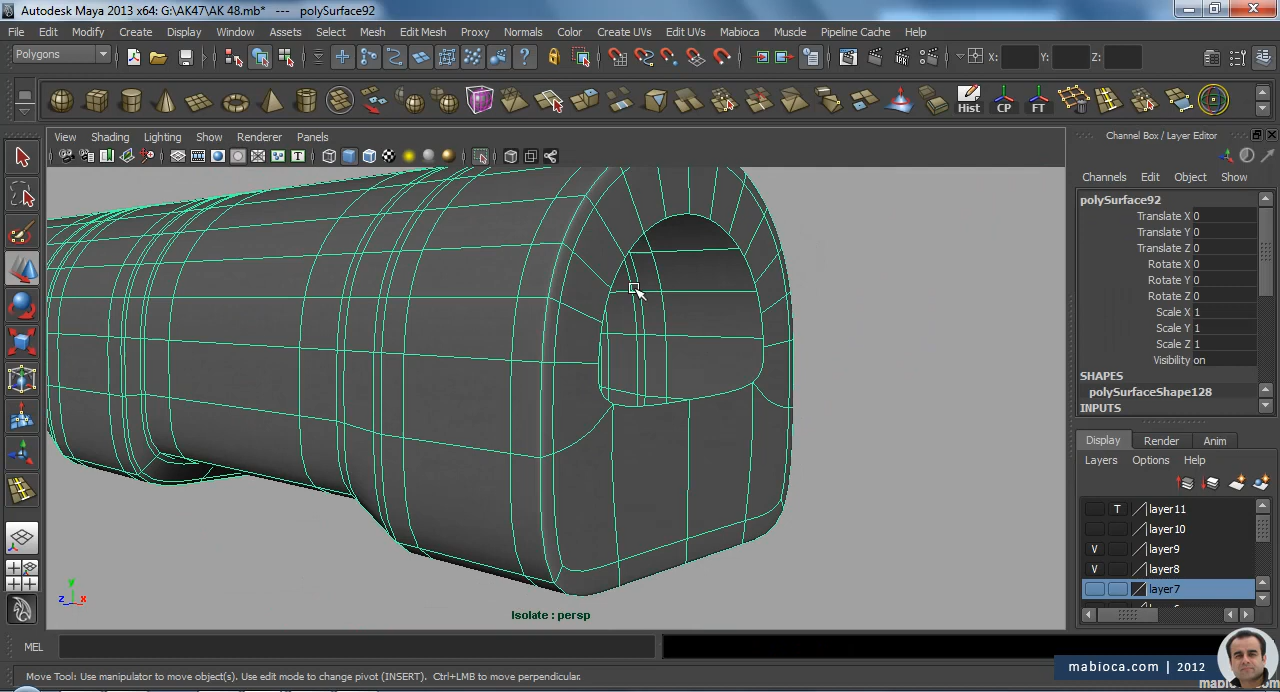 Autodesk Maya 2013 x64: G:\AK47\AK 48.mb* --- polySurface92
File Edit Modify Create Display Window Assets Select Mesh Edit Mesh Proxy Normals Color Create UVs Edit UVs Mabioca Muscle Pipeline Cache Help
Polygons X: Y: Z:
Hist CP FT
View Shading Lighting Show Renderer Panels
Channel Box / Layer Editor
Channels Edit Object Show
polySurface92
Translate X 0
Translate Y 0
Translate Z 0
Rotate X 0
Rotate Y 0
Rotate Z 0
Scale X 1
Scale Y 1
Scale Z 1
Visibility on
SHAPES
polySurfaceShape128
INPUTS
Display Render Anim
Layers Options Help
T layer11
layer10
V layer9
V layer8
layer7
y
z x
Isolate : persp
MEL
mabioca.com | 2012
Move Tool: Use manipulator to move object(s). Use edit mode to change pivot (INSERT). Ctrl+LMB to move perpendicular.